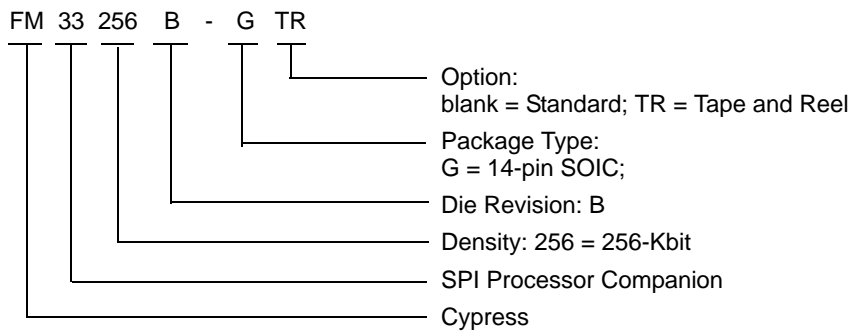 FM 33 256 B - G TR
Option:
blank = Standard; TR = Tape and Reel
Package Type:
G = 14-pin SOIC;
Die Revision: B
Density: 256 = 256-Kbit
SPI Processor Companion
Cypress